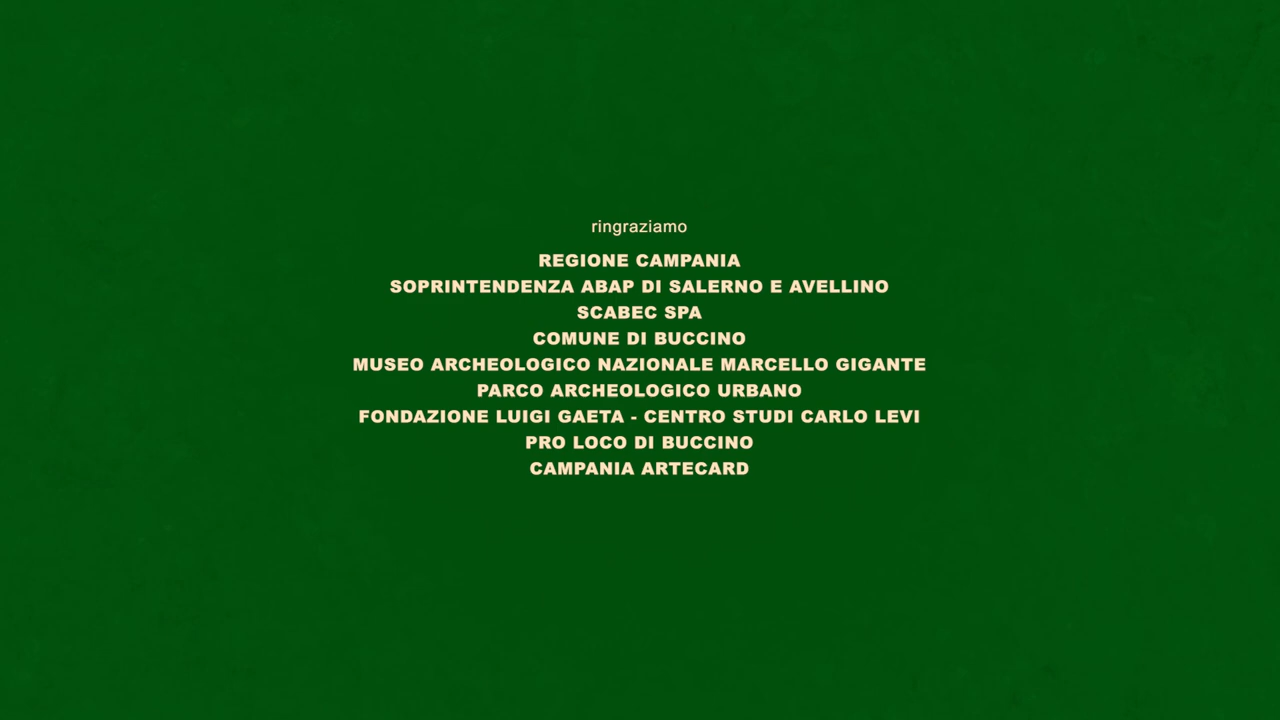 ringraziamo
REGIONE CAMPANIA
SOPRINTENDENZA ABAP DI SALERNO E AVELLINO
SCABEC SPA
COMUNE DI BUCCINO
MUSEO ARCHEOLOGICO NAZIONALE MARCELLO GIGANTE
PARCO ARCHEOLOGICO URBANO
FONDAZIONE LUIGI GAETA - CENTRO STUDI CARLO LEVI
PRO LOCO DI BUCCINO
CAMPANIA ARTECARD